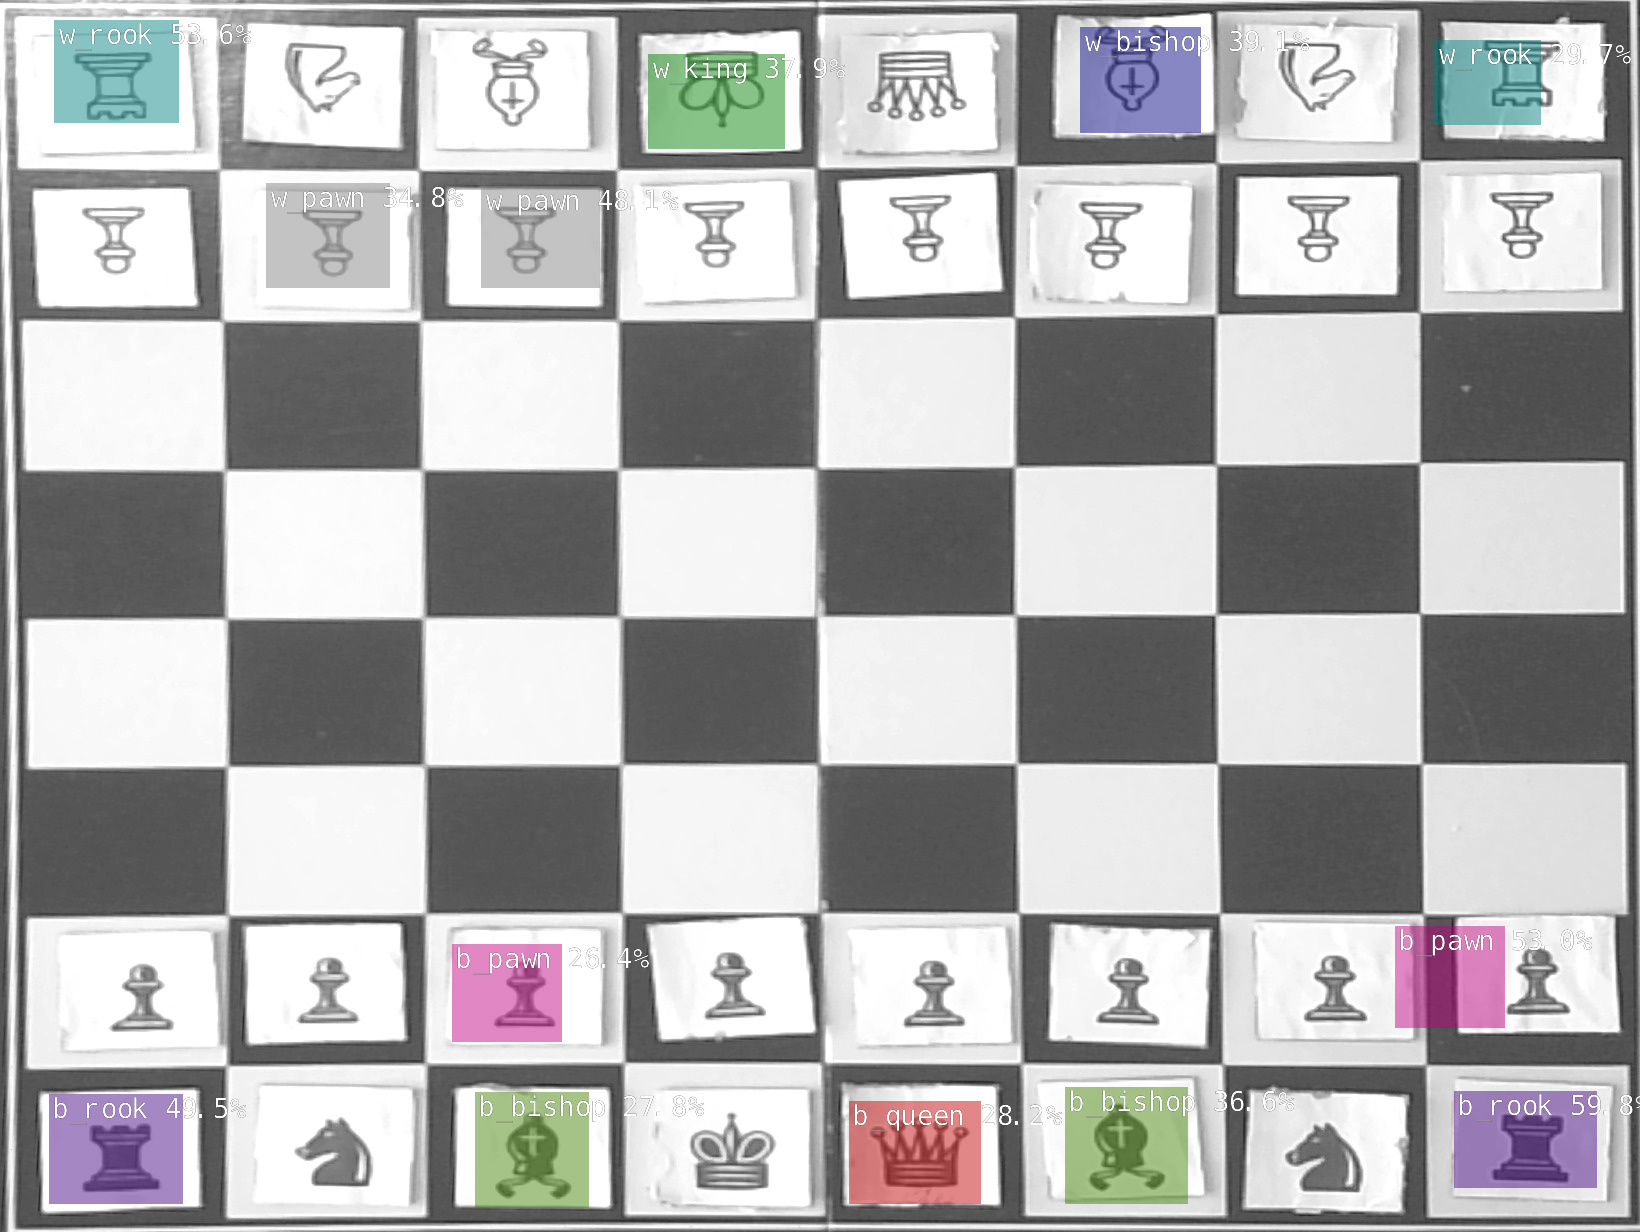 w_rook 53.6%
w_king 37.9%
w_bishop 39.1%
w_rook 29.7%
w_pawn 34.8%
w_pawn 48.1%
b_pawn 26.4%
b_pawn 53.0%
b_rook 49.5%
b_bishop 27.8%
b_queen 28.2%
b_bishop 36.6%
b_rook 59.8%